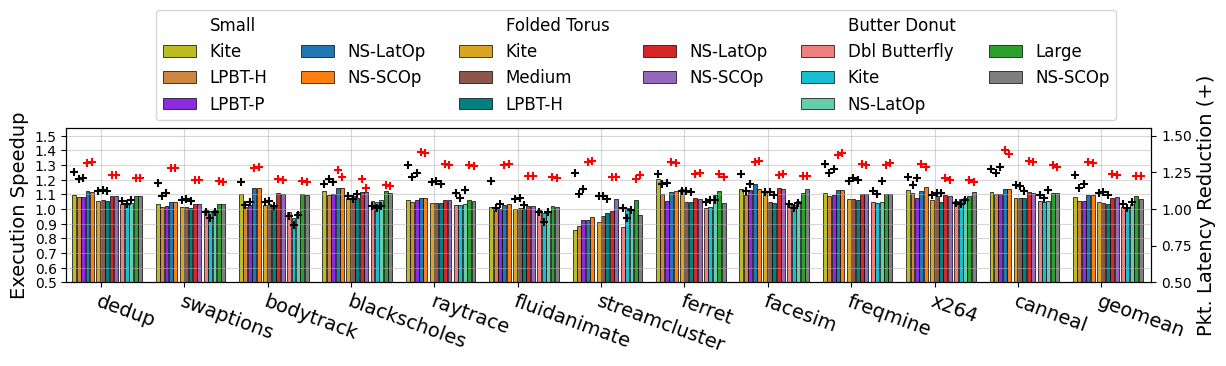 Small Folded Torus Butter Donut
Kite NS-LatOp Kite NS-LatOp Dbl Butterfly Large
LPBT-H NS-SCOp Medium NS-SCOp Kite NS-SCOp
LPBT-P LPBT-H NS-LatOp
Execution Speedup
1.5
1.4
1.3
1.2
1.1
1.0
0.9
0.8
0.7
0.6
0.5
1.50
1.25
1.00
0.75
0.50
Pkt. Latency Reduction (+)
dedup swaptions bodytrack blackscholes raytrace fluidanimate streamcluster ferret facesim freqmine x264 canneal geomean